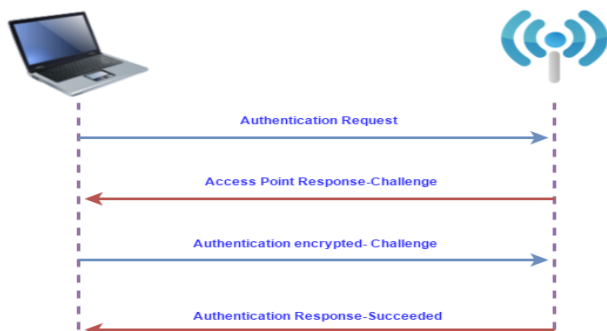 Authentication Request
Access Point Response-Challenge
Authentication encrypted- Challenge
Authentication Response-Succeeded